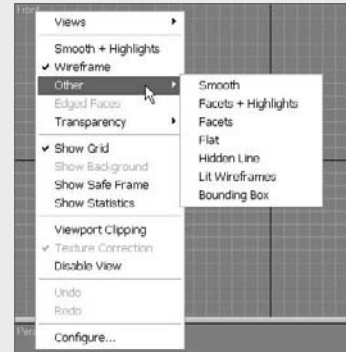 Front
Views
Smooth + Highlights
Wireframe
Other
Edged Faces
Transparency
Show Grid
Show Background
Show Safe Frame
Show Statistics
Viewport Clipping
Texture Correction
Disable View
Undo
Redo
Configure...
Smooth
Facets + Highlights
Facets
Flat
Hidden Line
Lit Wireframes
Bounding Box